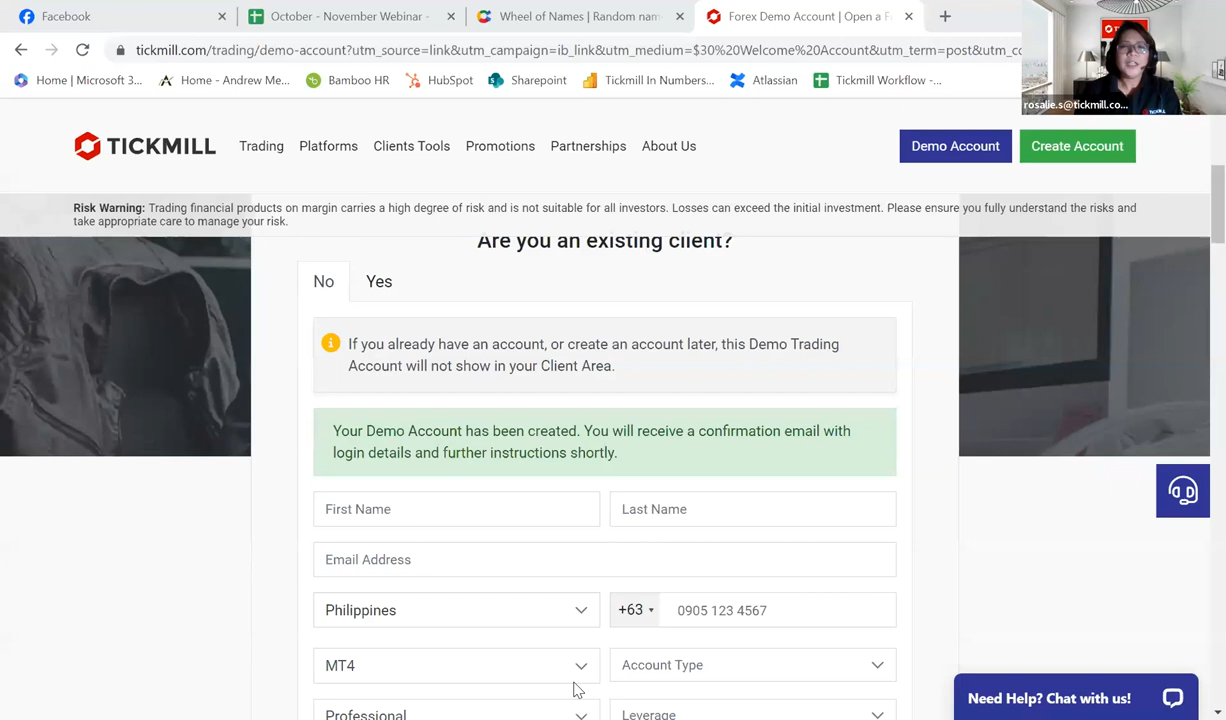 Facebook
October - November Webinar -
Wheel of Names | Random nam
Forex Demo Account | Open a F
tickmill.com/trading/demo-account?utm_source=link&utm_campaign=ib_link&utm_medium=$30%20Welcome%20Account&utm_term=post&utm_co
Home | Microsoft 3...
Home - Andrew Me...
Bamboo HR
HubSpot
Sharepoint
Tickmill In Numbers...
Atlassian
Tickmill Workflow -...
rosalie.s@tickmill.co...
TICKMILL
Trading
Platforms
Clients Tools
Promotions
Partnerships
About Us
Demo Account
Create Account
Risk Warning: Trading financial products on margin carries a high degree of risk and is not suitable for all investors. Losses can exceed the initial investment. Please ensure you fully understand the risks and
take appropriate care to manage your risk.
Are you an existing client?
No
Yes
If you already have an account, or create an account later, this Demo Trading
Account will not show in your Client Area.
Your Demo Account has been created. You will receive a confirmation email with
login details and further instructions shortly.
First Name
Last Name
Email Address
Philippines
+63
0905 123 4567
MT4
Account Type
Professional
Leverage
Need Help? Chat with us!